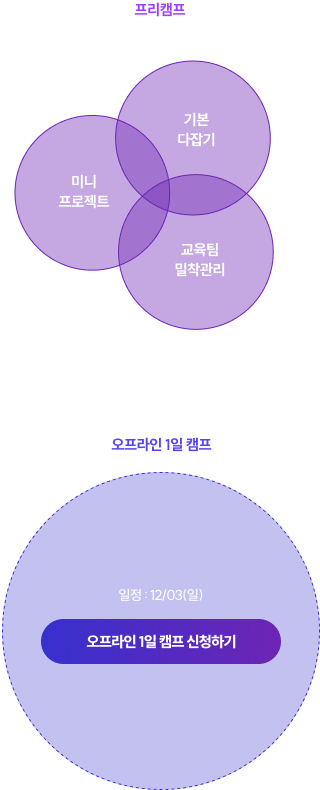 프리캠프
기본
다잡기
미니
프로젝트
교육팀
밀착관리
오프라인 1일 캠프
일정 : 12/03(일)
오프라인 1일 캠프 신청하기